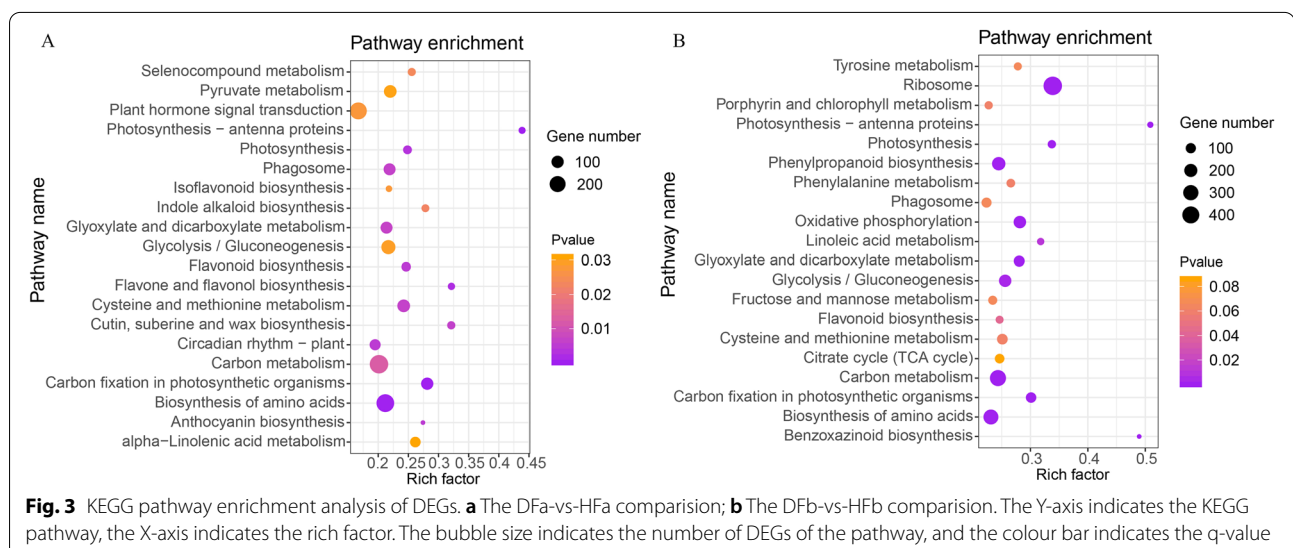 A
Pathway enrichment
Pathway name
Selenocompound metabolism
Pyruvate metabolism
Plant hormone signal transduction
Photosynthesis − antenna proteins
Photosynthesis
Phagosome
Isoflavonoid biosynthesis
Indole alkaloid biosynthesis
Glyoxylate and dicarboxylate metabolism
Glycolysis / Gluconeogenesis
Flavonoid biosynthesis
Flavone and flavonol biosynthesis
Cysteine and methionine metabolism
Cutin, suberine and wax biosynthesis
Circadian rhythm − plant
Carbon metabolism
Carbon fixation in photosynthetic organisms
Biosynthesis of amino acids
Anthocyanin biosynthesis
alpha−Linolenic acid metabolism
0.2 0.25 0.3 0.35 0.4 0.45
Rich factor
Gene number
100
200
Pvalue
0.03
0.02
0.01
B
Pathway enrichment
Pathway name
Tyrosine metabolism
Ribosome
Porphyrin and chlorophyll metabolism
Photosynthesis − antenna proteins
Photosynthesis
Phenylpropanoid biosynthesis
Phenylalanine metabolism
Phagosome
Oxidative phosphorylation
Linoleic acid metabolism
Glyoxylate and dicarboxylate metabolism
Glycolysis / Gluconeogenesis
Fructose and mannose metabolism
Flavonoid biosynthesis
Cysteine and methionine metabolism
Citrate cycle (TCA cycle)
Carbon metabolism
Carbon fixation in photosynthetic organisms
Biosynthesis of amino acids
Benzoxazinoid biosynthesis
0.3 0.4 0.5
Rich factor
Gene number
100
200
300
400
Pvalue
0.08
0.06
0.04
0.02
Fig. 3 KEGG pathway enrichment analysis of DEGs. a The DFa-vs-HFa comparision; b The DFb-vs-HFb comparision. The Y-axis indicates the KEGG
pathway, the X-axis indicates the rich factor. The bubble size indicates the number of DEGs of the pathway, and the colour bar indicates the q-value